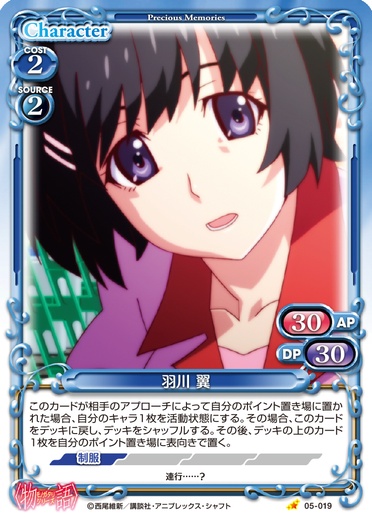 Precious Memories
Character
COST
2
SOURCE
2
30 AP
DP 30
羽川 翼
このカードが相手のアプローチによって自分のポイント置き場に置か
れた場合、自分のキャラ1枚を活動状態にする。その場合、このカード
をデッキに戻し、デッキをシャッフルする。その後、デッキの上のカード
1枚を自分のポイント置き場に表向きで置く。
制服
連行……?
物語
©西尾維新/講談社・アニプレックス・シャフト
05-019